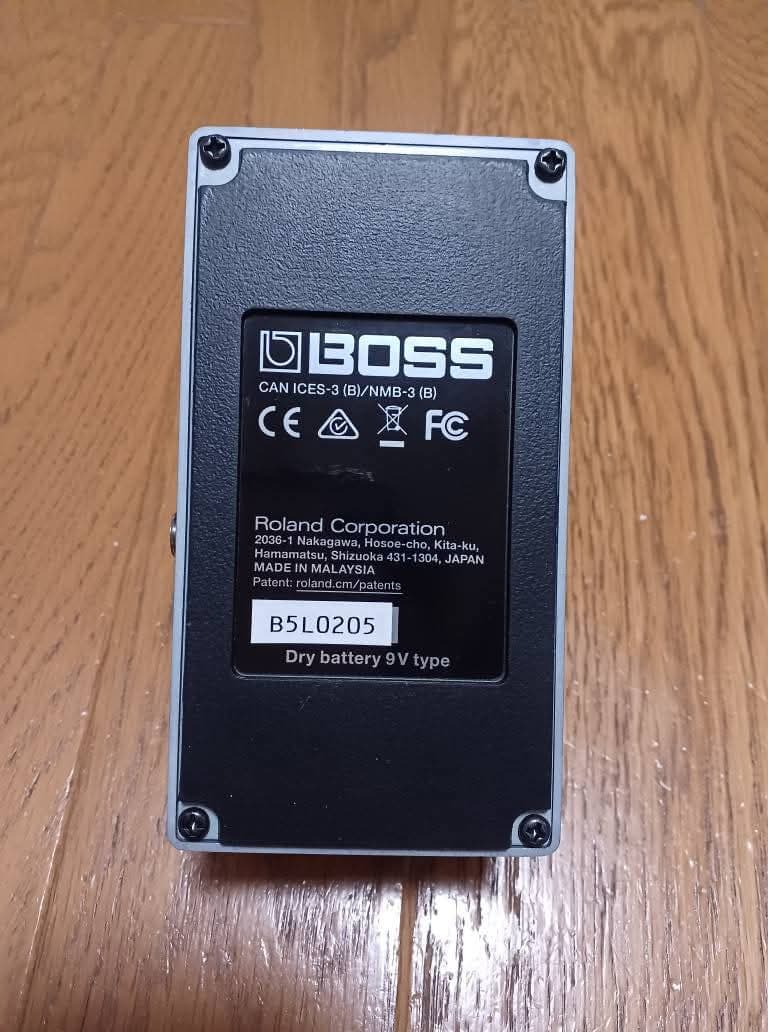 BOSS
CAN ICES-3 (B)/NMB-3 (B)
CE FC
Roland Corporation
2036-1 Nakagawa, Hosoe-cho, Kita-ku,
Hamamatsu, Shizuoka 431-1304, JAPAN
MADE IN MALAYSIA
Patent: roland.cm/patents
B5L0205
Dry battery 9V type